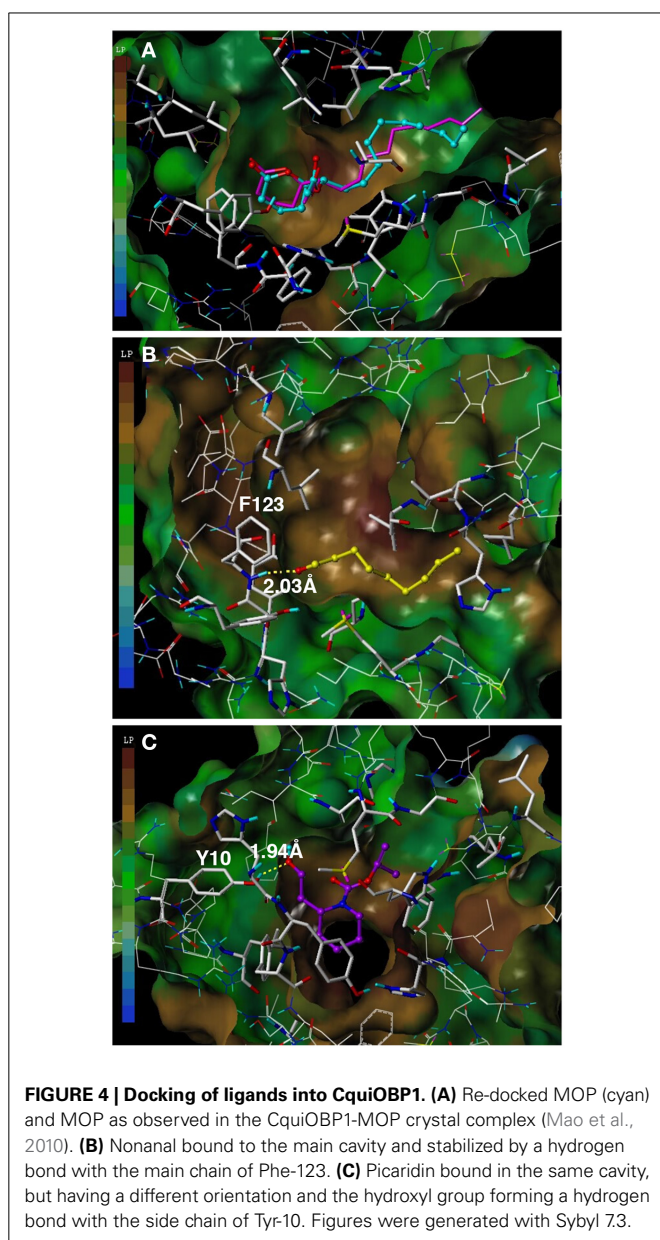 LP
A
LP
B
F123
2.03Å
LP
C
Y10
1.94Å
FIGURE 4 | Docking of ligands into CquiOBP1. (A) Re-docked MOP (cyan)
and MOP as observed in the CquiOBP1-MOP crystal complex (Mao et al.,
2010). (B) Nonanal bound to the main cavity and stabilized by a hydrogen
bond with the main chain of Phe-123. (C) Picaridin bound in the same cavity,
but having a different orientation and the hydroxyl group forming a hydrogen
bond with the side chain of Tyr-10. Figures were generated with Sybyl 7.3.